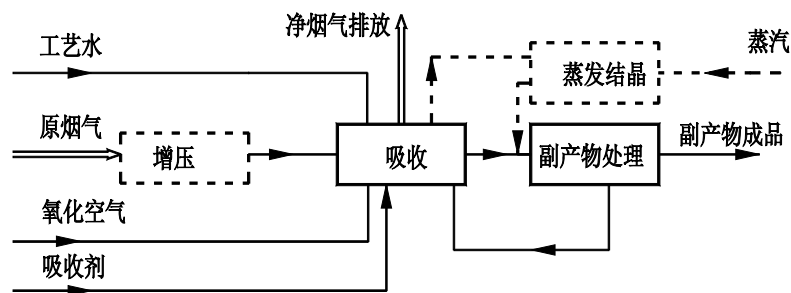 净烟气排放
工艺水
蒸汽
蒸发结晶
原烟气
增压
吸收
副产物处理
副产物成品
氧化空气
吸收剂